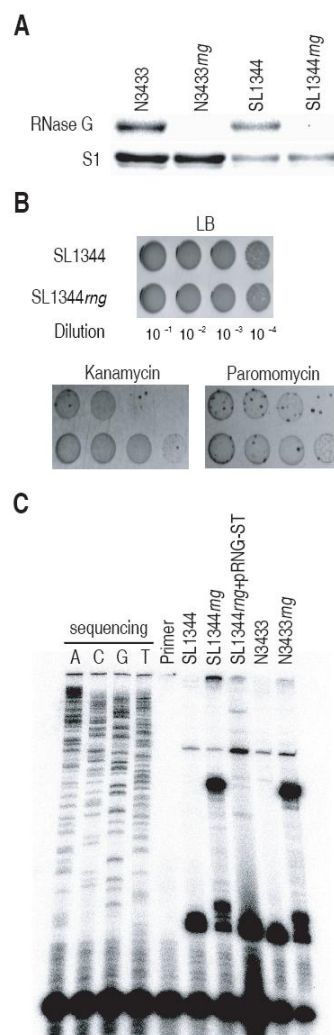 A
N3433
N3433rng
SL1344
SL1344rng
RNase G
S1
B
LB
SL1344
SL1344rng
Dilution 10 -1 10 -2 10 -3 10 -4
Kanamycin Paromomycin
C
sequencing
A C G T
Primer
SL1344
SL1344rng
SL1344rng+pRNG-ST
N3433
N3433rng